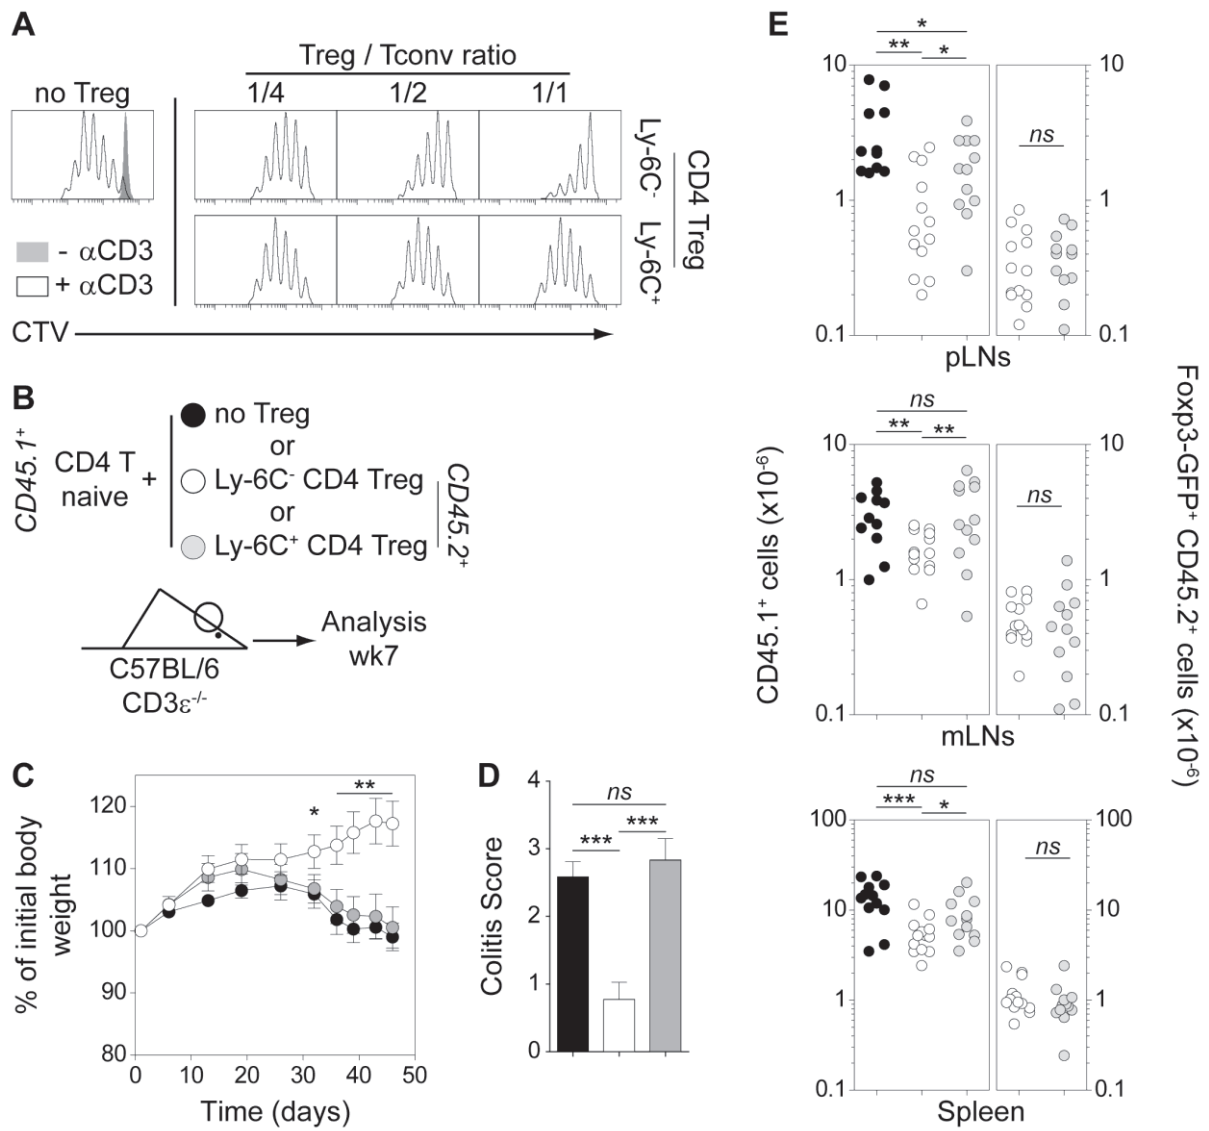 A
Treg / Tconv ratio
no Treg
1/4
1/2
1/1
Ly-6C-
Ly-6C+
CD4 Treg
- αCD3
+ αCD3
CTV
B
CD45.1+
CD4 T
naive
+
no Treg
or
Ly-6C- CD4 Treg
or
Ly-6C+ CD4 Treg
CD45.2+
C57BL/6
CD3ε-/-
Analysis
wk7
C
% of initial body
weight
120
110
100
90
80
*
**
0
10
20
30
40
50
Time (days)
D
Colitis Score
4
3
2
1
0
ns
***
***
E
CD45.1+ cells (x10-6)
Foxp3-GFP+ CD45.2+ cells (x10-6)
*
**
*
ns
10
1
0.1
10
1
0.1
pLNs
ns
**
**
ns
10
1
0.1
10
1
0.1
mLNs
ns
***
*
ns
100
10
1
0.1
100
10
1
0.1
Spleen